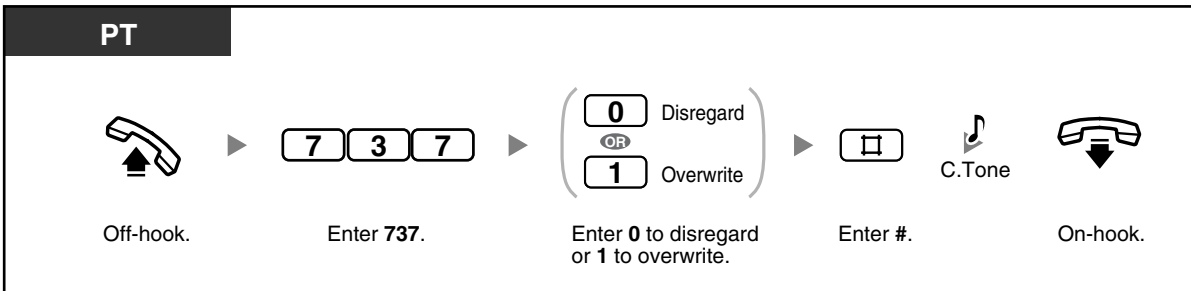 PT
7 3 7
0 Disregard
OR
1 Overwrite
#
C.Tone
Off-hook.
Enter 737.
Enter 0 to disregard
or 1 to overwrite.
Enter #.
On-hook.